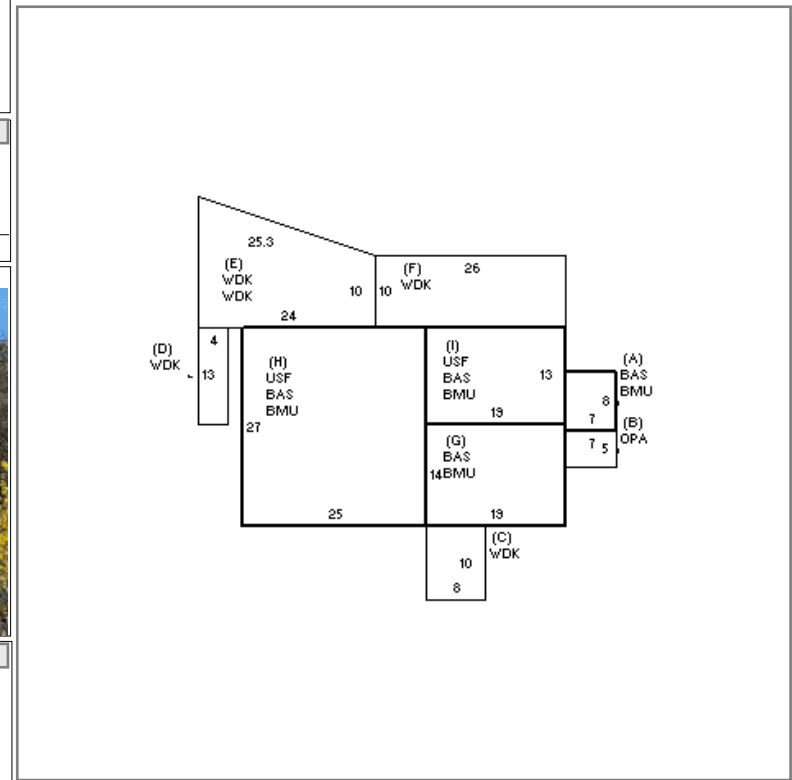 25.3
(E)
WDK
WDK
10
24
(F)
WDK
26
10
(D)
WDK
4
13
(H)
USF
BAS
BMU
27
25
(I)
USF
BAS
BMU
13
19
(A)
BAS
BMU
8
7
(B)
OPA
7 5
(G)
BAS
BMU
14
19
(C)
WDK
10
8